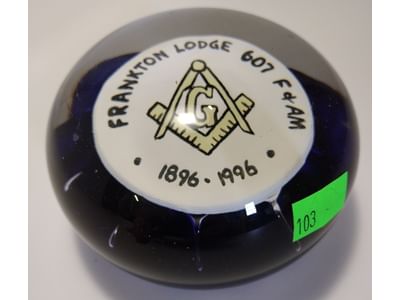 FRANKTON LODGE 607 F & AM
G
• 1896 • 1996 •
103